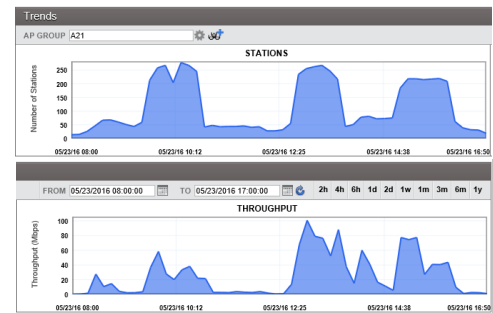 Trends
AP GROUP A21
STATIONS
Number of Stations
250
200
150
100
50
0
05/23/16 08:00 05/23/16 10:12 05/23/16 12:25 05/23/16 14:38 05/23/16 16:50
FROM 05/23/2016 08:00:00 TO 05/23/2016 17:00:00 2h 4h 6h 1d 2d 1w 1m 3m 6m 1y
THROUGHPUT
Throughput (Mbps)
100
80
60
40
20
0
05/23/16 08:00 05/23/16 10:12 05/23/16 12:25 05/23/16 14:38 05/23/16 16:50